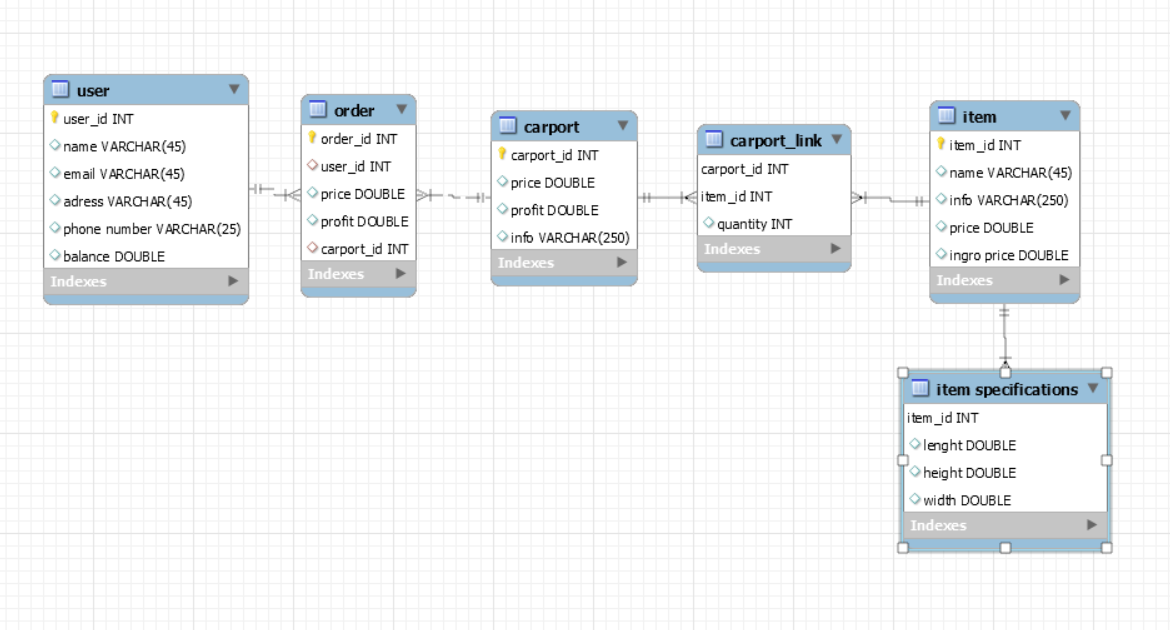 user
user_id INT
name VARCHAR(45)
email VARCHAR(45)
adress VARCHAR(45)
phone number VARCHAR(25)
balance DOUBLE
Indexes
order
order_id INT
user_id INT
price DOUBLE
profit DOUBLE
carport_id INT
Indexes
carport
carport_id INT
price DOUBLE
profit DOUBLE
info VARCHAR(250)
Indexes
carport_link
carport_id INT
item_id INT
quantity INT
Indexes
item
item_id INT
name VARCHAR(45)
info VARCHAR(250)
price DOUBLE
ingro price DOUBLE
Indexes
item specifications
item_id INT
lenght DOUBLE
height DOUBLE
width DOUBLE
Indexes